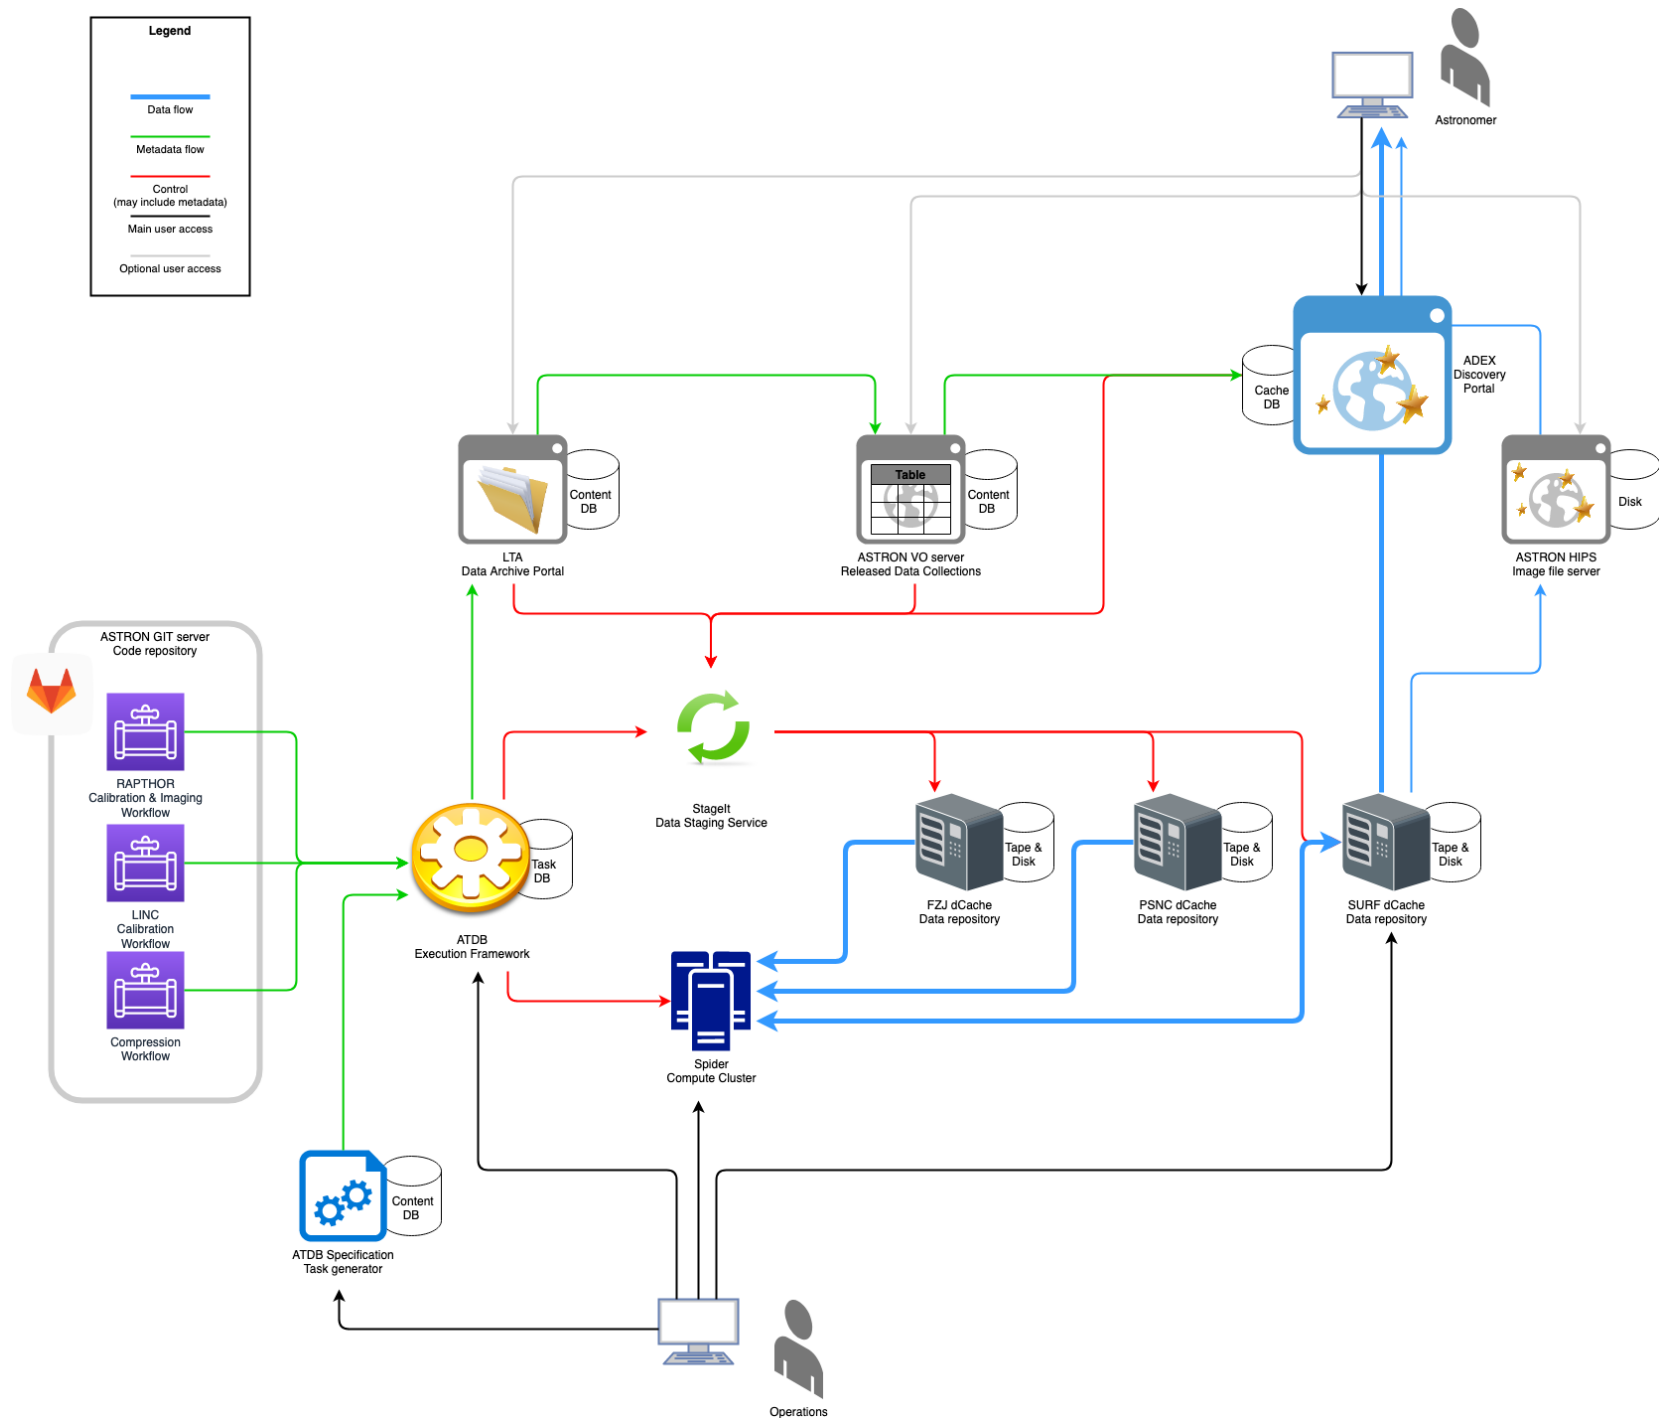 Legend
Data flow
Metadata flow
Control
(may include metadata)
Main user access
Optional user access
Astronomer
ADEX
Discovery
Portal
Cache
DB
Content
DB
LTA
Data Archive Portal
Table
Content
DB
ASTRON VO server
Released Data Collections
Disk
ASTRON HIPS
Image file server
ASTRON GIT server
Code repository
RAPTHOR
Calibration & Imaging
Workflow
LINC
Calibration
Workflow
Compression
Workflow
StageIt
Data Staging Service
Task
DB
ATDB
Execution Framework
Tape &
Disk
FZJ dCache
Data repository
Tape &
Disk
PSNC dCache
Data repository
Tape &
Disk
SURF dCache
Data repository
Spider
Compute Cluster
Content
DB
ATDB Specification
Task generator
Operations